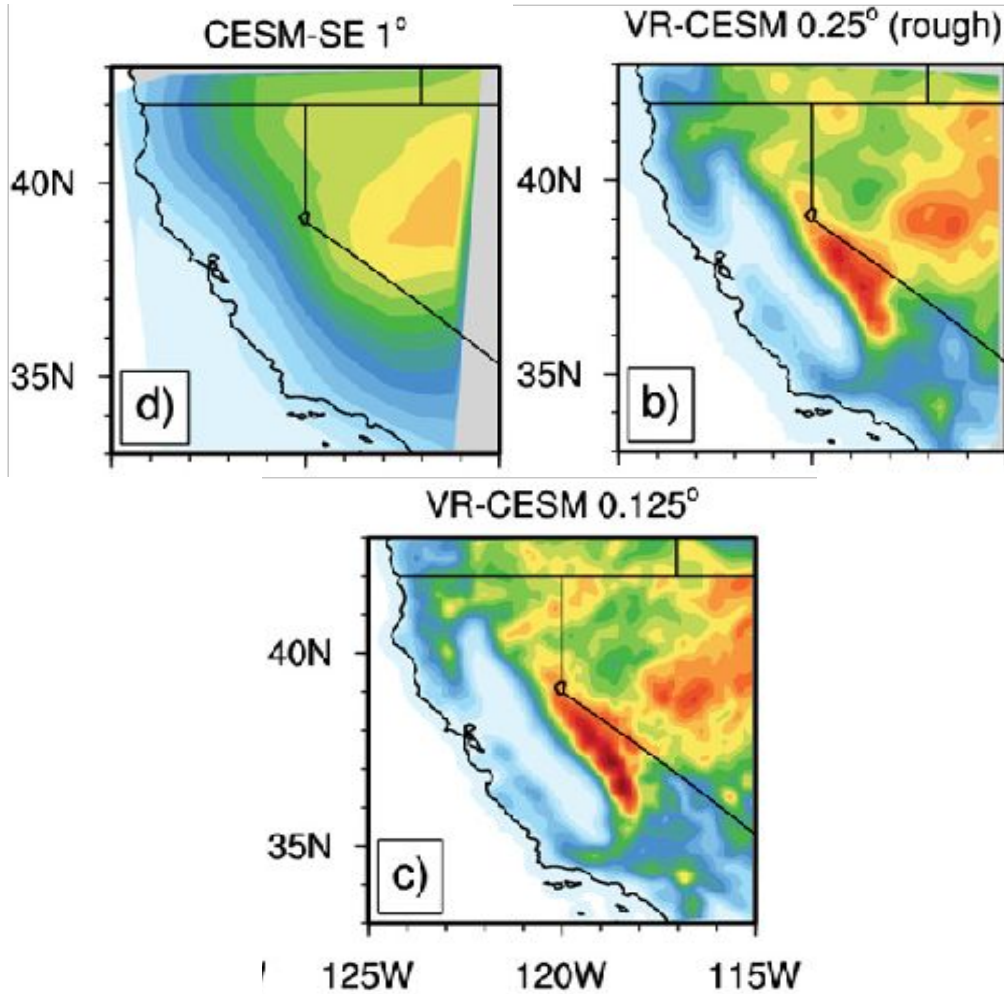 CESM-SE 1°
40N
35N
d)
VR-CESM 0.25° (rough)
40N
35N
b)
VR-CESM 0.125°
40N
35N
c)
125W 120W 115W